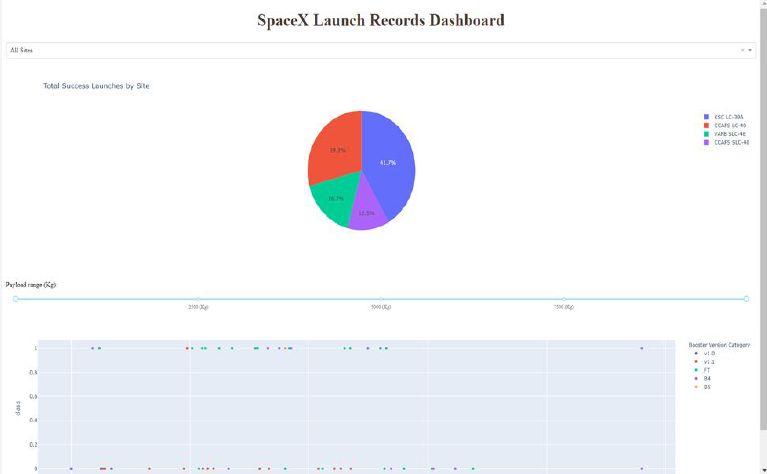 SpaceX Launch Records Dashboard
All Sites
Total Success Launches by Site
41.7%
29.2%
16.7%
12.5%
KSC LC-39A
CCAFS LC-40
VAFB SLC-4E
CCAFS SLC-40
Payload range (Kg):
2500 (Kg)
5000 (Kg)
7500 (Kg)
Booster Version Category
v1.0
v1.1
FT
B4
B5
class
1
0.8
0.6
0.4
0.2
0